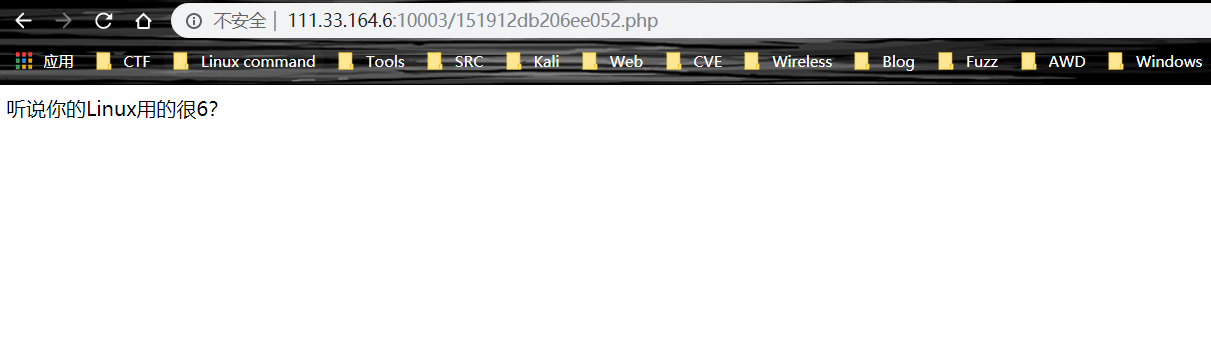 不安全 | 111.33.164.6:10003/151912db206ee052.php
应用 CTF Linux command Tools SRC Kali Web CVE Wireless Blog Fuzz AWD Windows
听说你的Linux用的很6?